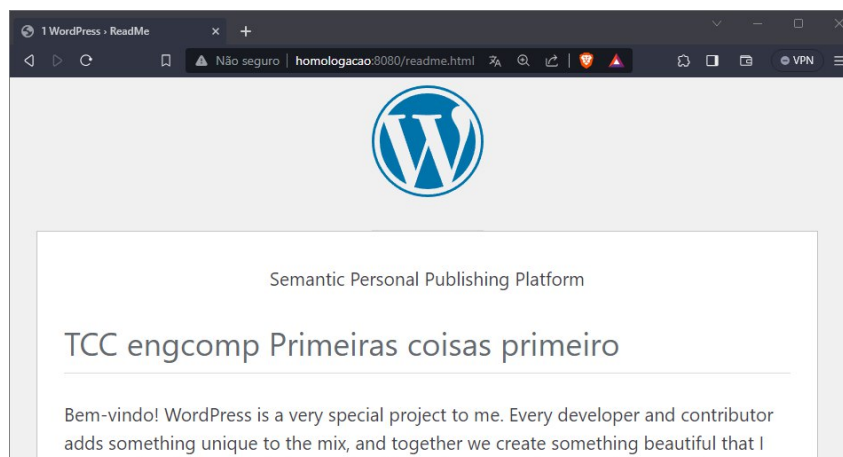 1 WordPress › ReadMe
Não seguro | homologacao:8080/readme.html
VPN
W
Semantic Personal Publishing Platform
TCC engcomp Primeiras coisas primeiro
Bem-vindo! WordPress is a very special project to me. Every developer and contributor
adds something unique to the mix, and together we create something beautiful that I